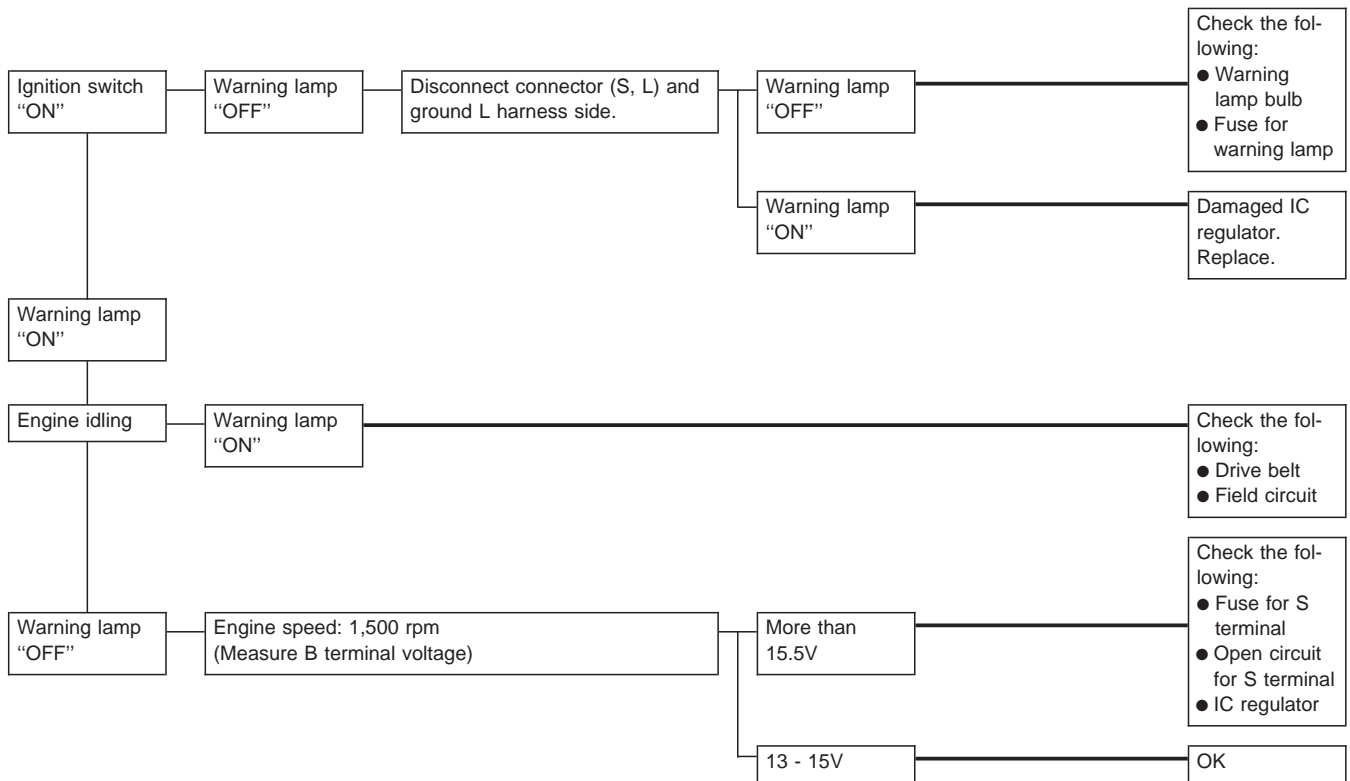 Ignition switch
‘‘ON’’
Warning lamp
‘‘OFF’’
Disconnect connector (S, L) and
ground L harness side.
Warning lamp
‘‘OFF’’
Check the fol-
lowing:
● Warning
lamp bulb
● Fuse for
warning lamp
Warning lamp
‘‘ON’’
Damaged IC
regulator.
Replace.
Warning lamp
‘‘ON’’
Engine idling
Warning lamp
‘‘ON’’
Check the fol-
lowing:
● Drive belt
● Field circuit
Warning lamp
‘‘OFF’’
Engine speed: 1,500 rpm
(Measure B terminal voltage)
More than
15.5V
Check the fol-
lowing:
● Fuse for S
terminal
● Open circuit
for S terminal
● IC regulator
13 - 15V
OK